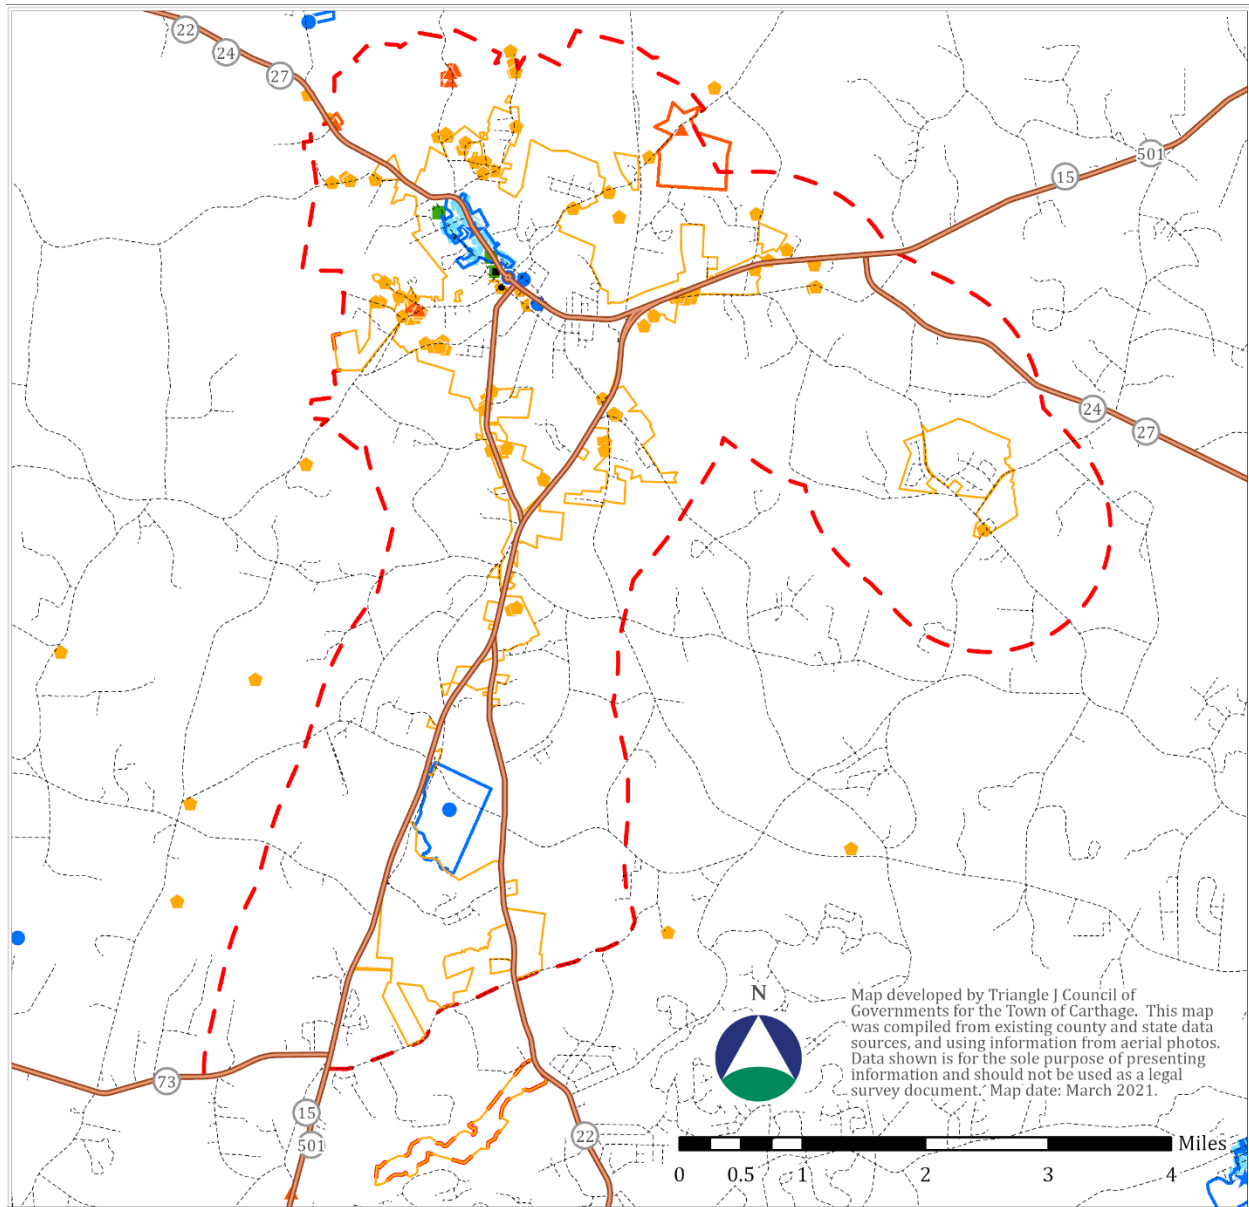 22
24
27
501
15
24
27
N
Map developed by Triangle J Council of
Governments for the Town of Carthage. This map
was compiled from existing county and state data
sources, and using information from aerial photos.
Data shown is for the sole purpose of presenting
information and should not be used as a legal
survey document. Map date: March 2021.
73
15
501
22
Miles
0 0.5 1 2 3 4